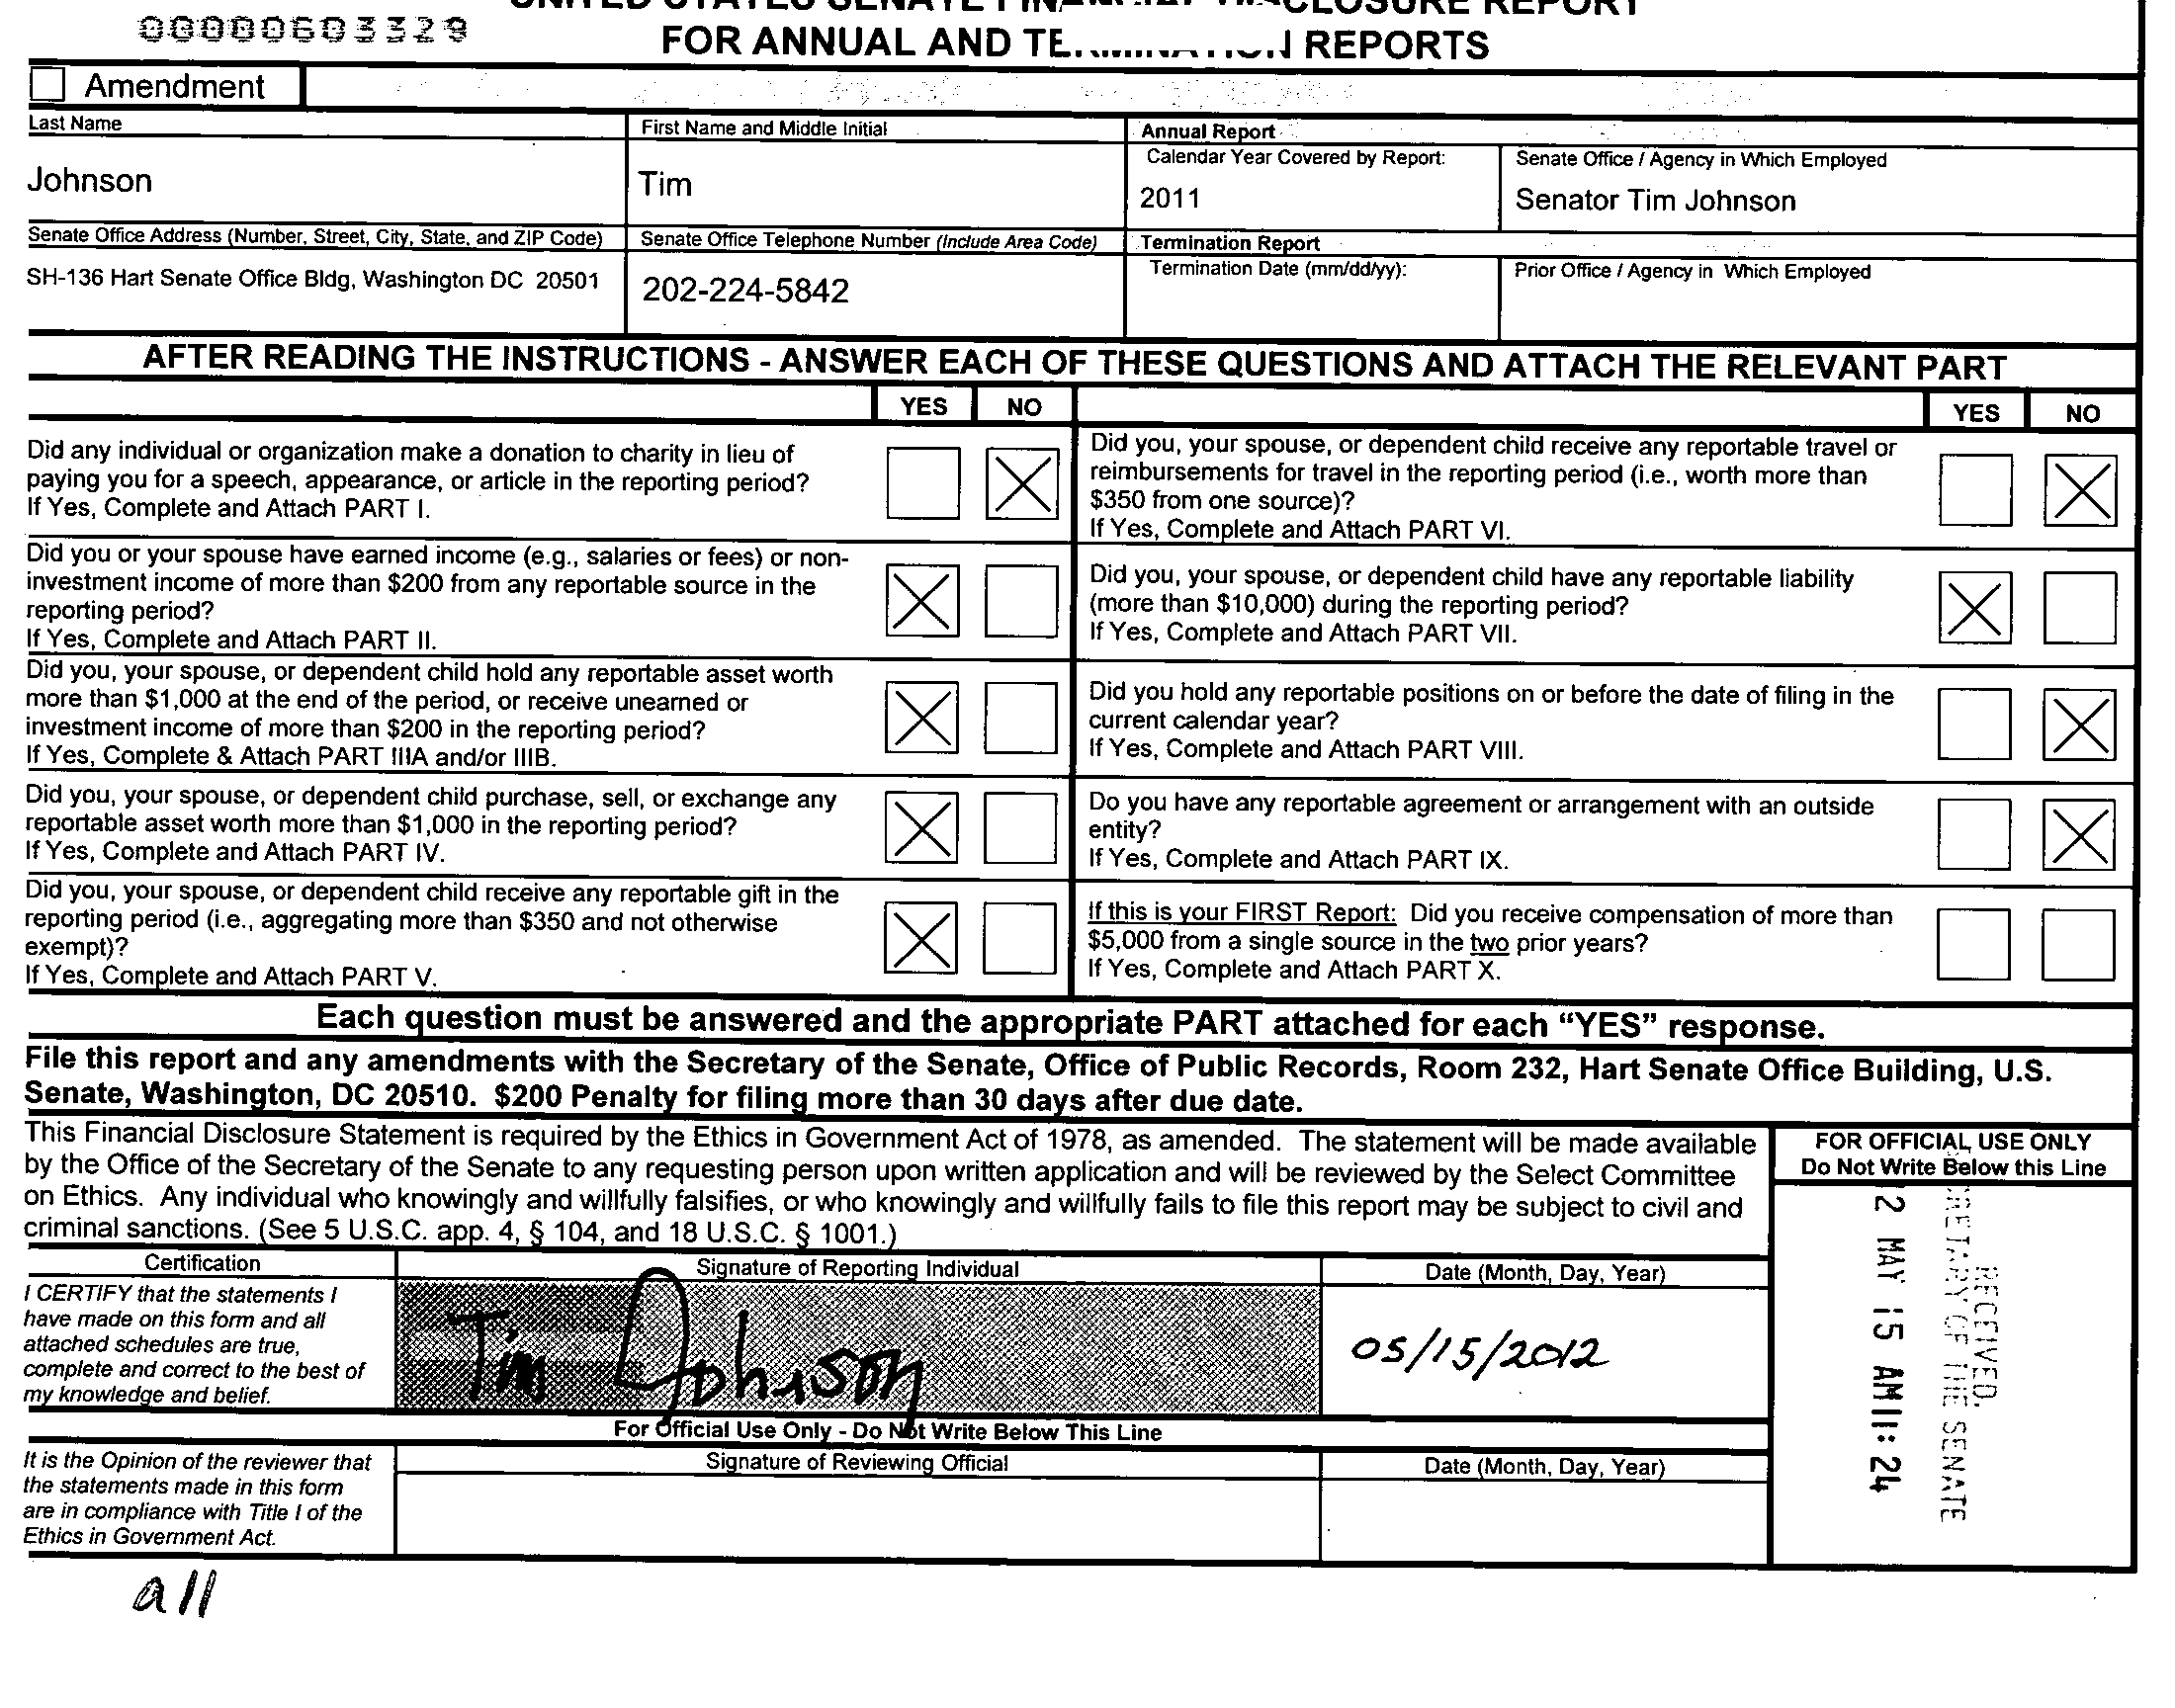 00000603329
UNITED STATES SENATE FINANCIAL DISCLOSURE REPORT
FOR ANNUAL AND TERMINATION REPORTS
Amendment
Last Name
Johnson
First Name and Middle Initial
Tim
Annual Report
Calendar Year Covered by Report:
2011
Senate Office / Agency in Which Employed
Senator Tim Johnson
Senate Office Address (Number, Street, City, State, and ZIP Code)
SH-136 Hart Senate Office Bldg, Washington DC 20501
Senate Office Telephone Number (Include Area Code)
202-224-5842
Termination Report
Termination Date (mm/dd/yy):
Prior Office / Agency in Which Employed
AFTER READING THE INSTRUCTIONS - ANSWER EACH OF THESE QUESTIONS AND ATTACH THE RELEVANT PART
YES NO
YES NO
Did any individual or organization make a donation to charity in lieu of
paying you for a speech, appearance, or article in the reporting period?
If Yes, Complete and Attach PART I.
Did you, your spouse, or dependent child receive any reportable travel or
reimbursements for travel in the reporting period (i.e., worth more than
$350 from one source)?
If Yes, Complete and Attach PART VI.
Did you or your spouse have earned income (e.g., salaries or fees) or non-
investment income of more than $200 from any reportable source in the
reporting period?
If Yes, Complete and Attach PART II.
Did you, your spouse, or dependent child have any reportable liability
(more than $10,000) during the reporting period?
If Yes, Complete and Attach PART VII.
Did you, your spouse, or dependent child hold any reportable asset worth
more than $1,000 at the end of the period, or receive unearned or
investment income of more than $200 in the reporting period?
If Yes, Complete & Attach PART IIIA and/or IIIB.
Did you hold any reportable positions on or before the date of filing in the
current calendar year?
If Yes, Complete and Attach PART VIII.
Did you, your spouse, or dependent child purchase, sell, or exchange any
reportable asset worth more than $1,000 in the reporting period?
If Yes, Complete and Attach PART IV.
Do you have any reportable agreement or arrangement with an outside
entity?
If Yes, Complete and Attach PART IX.
Did you, your spouse, or dependent child receive any reportable gift in the
reporting period (i.e., aggregating more than $350 and not otherwise
exempt)?
If Yes, Complete and Attach PART V.
If this is your FIRST Report: Did you receive compensation of more than
$5,000 from a single source in the two prior years?
If Yes, Complete and Attach PART X.
Each question must be answered and the appropriate PART attached for each “YES” response.
File this report and any amendments with the Secretary of the Senate, Office of Public Records, Room 232, Hart Senate Office Building, U.S.
Senate, Washington, DC 20510. $200 Penalty for filing more than 30 days after due date.
This Financial Disclosure Statement is required by the Ethics in Government Act of 1978, as amended. The statement will be made available
by the Office of the Secretary of the Senate to any requesting person upon written application and will be reviewed by the Select Committee
on Ethics. Any individual who knowingly and willfully falsifies, or who knowingly and willfully fails to file this report may be subject to civil and
criminal sanctions. (See 5 U.S.C. app. 4, § 104, and 18 U.S.C. § 1001.)
FOR OFFICIAL USE ONLY
Do Not Write Below this Line
RECEIVED
CRETARY OF THE SENATE
2 MAY 15 AM 11: 24
Certification
I CERTIFY that the statements I
have made on this form and all
attached schedules are true,
complete and correct to the best of
my knowledge and belief.
Signature of Reporting Individual
Tim Johnson
Date (Month, Day, Year)
05/15/2012
For Official Use Only - Do Not Write Below This Line
It is the Opinion of the reviewer that
the statements made in this form
are in compliance with Title I of the
Ethics in Government Act.
Signature of Reviewing Official
Date (Month, Day, Year)
all